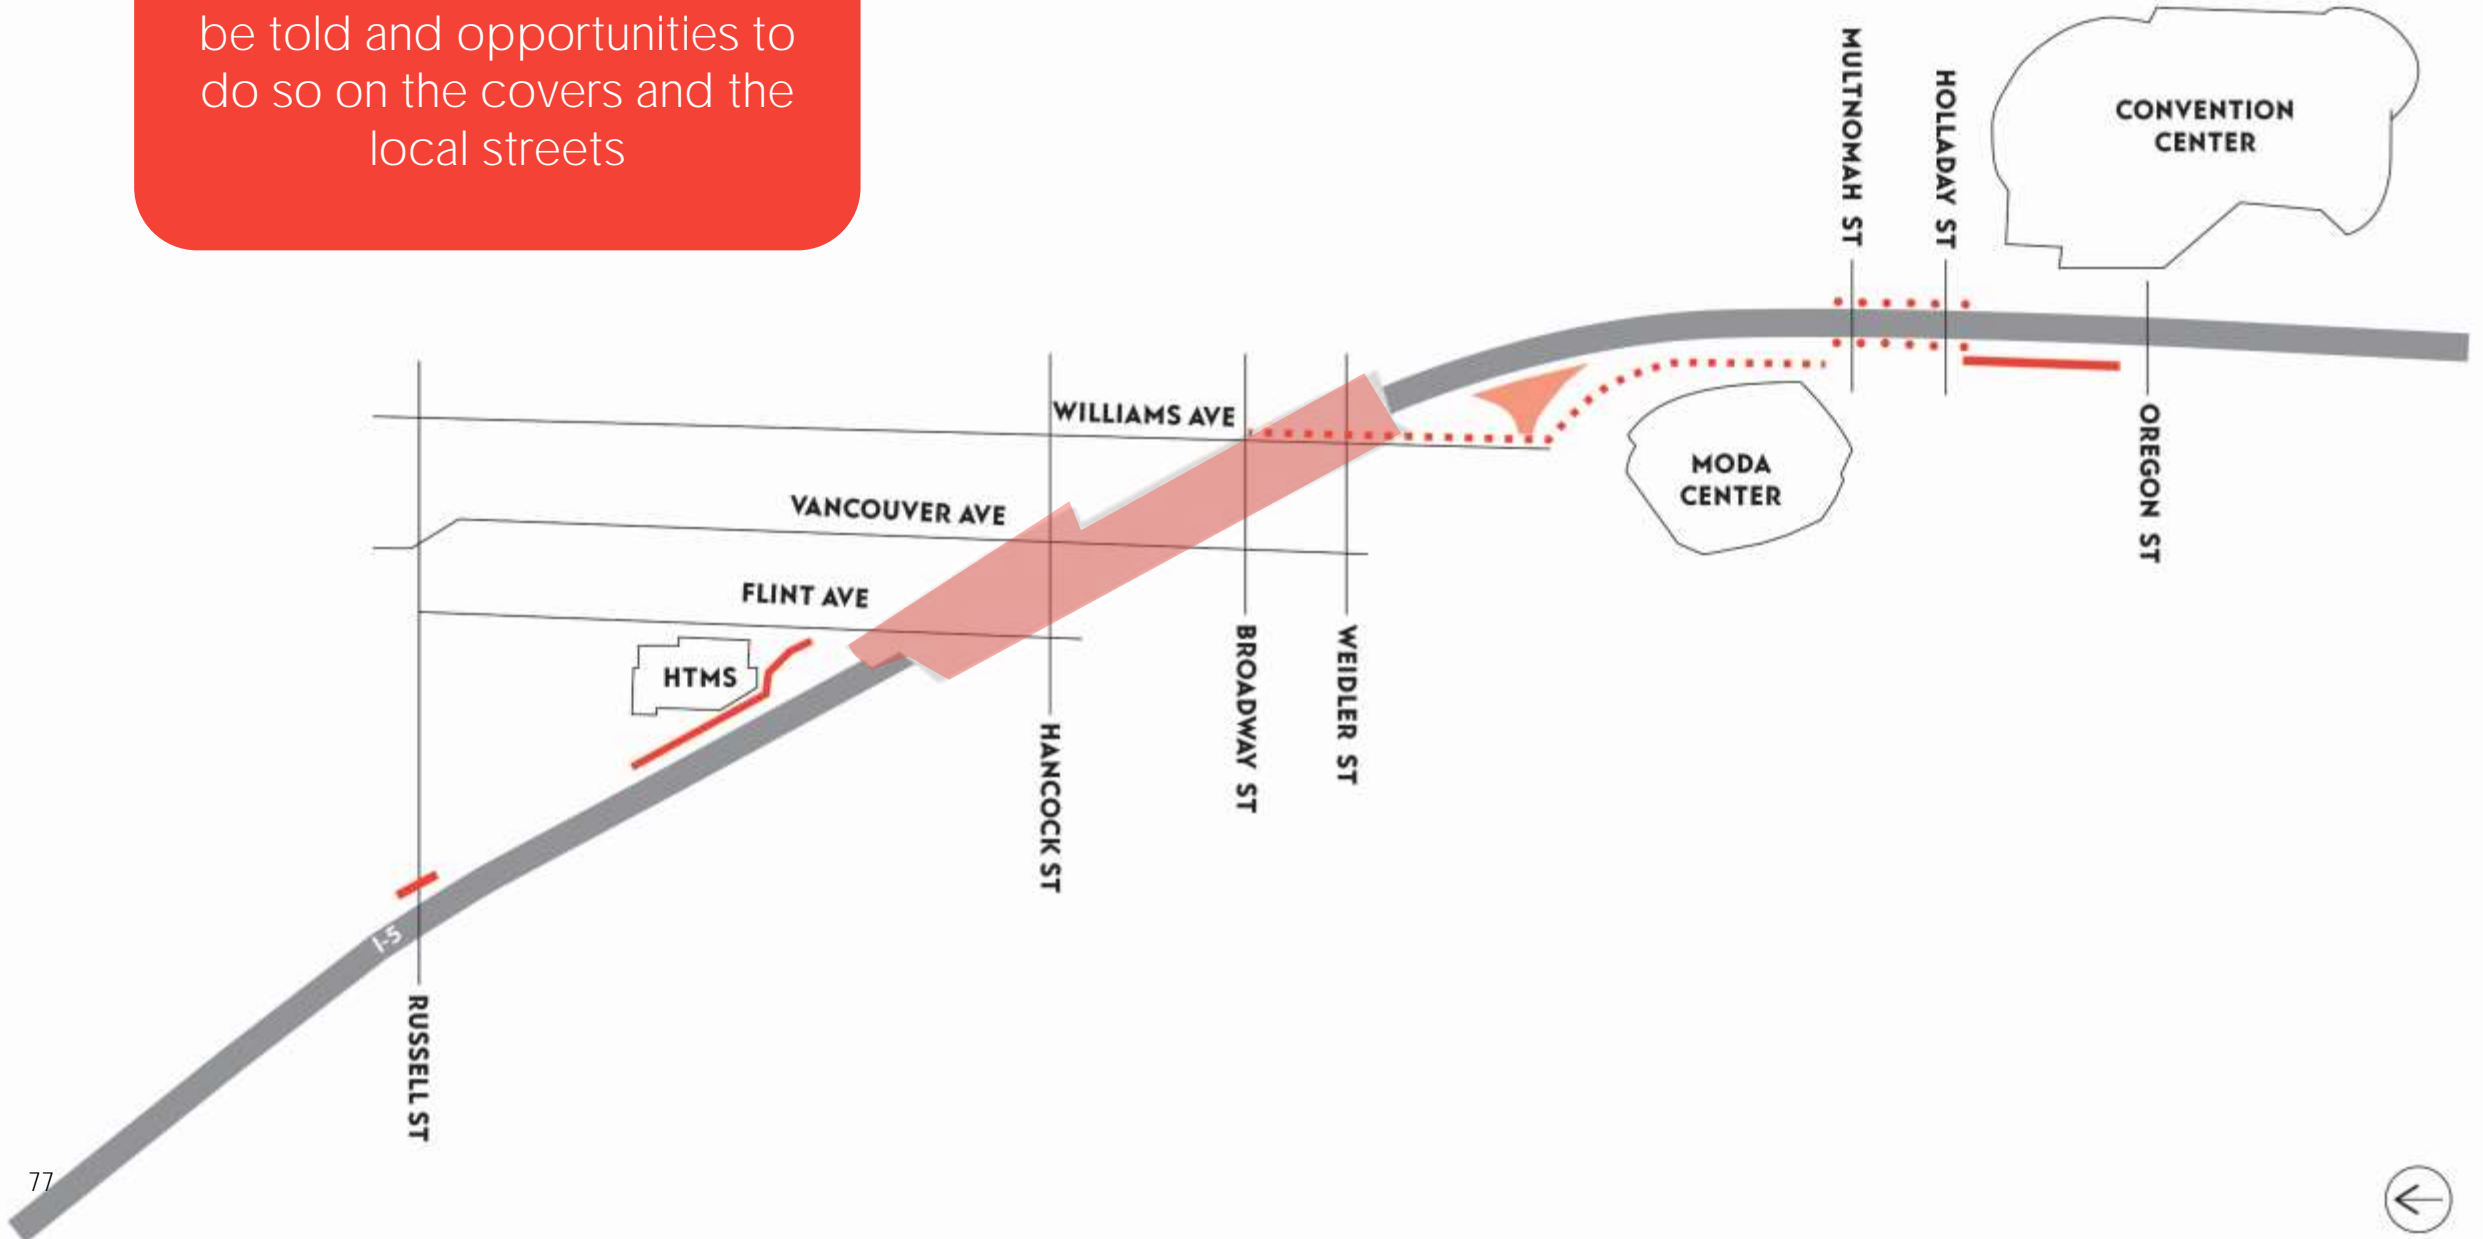 be told and opportunities to
do so on the covers and the
local streets
MULTNOMAH ST
HOLLADAY ST
CONVENTION
CENTER
WILLIAMS AVE
MODA
CENTER
OREGON ST
VANCOUVER AVE
FLINT AVE
HTMS
BROADWAY ST
WEIDLER ST
HANCOCK ST
I-5
RUSSELL ST
77